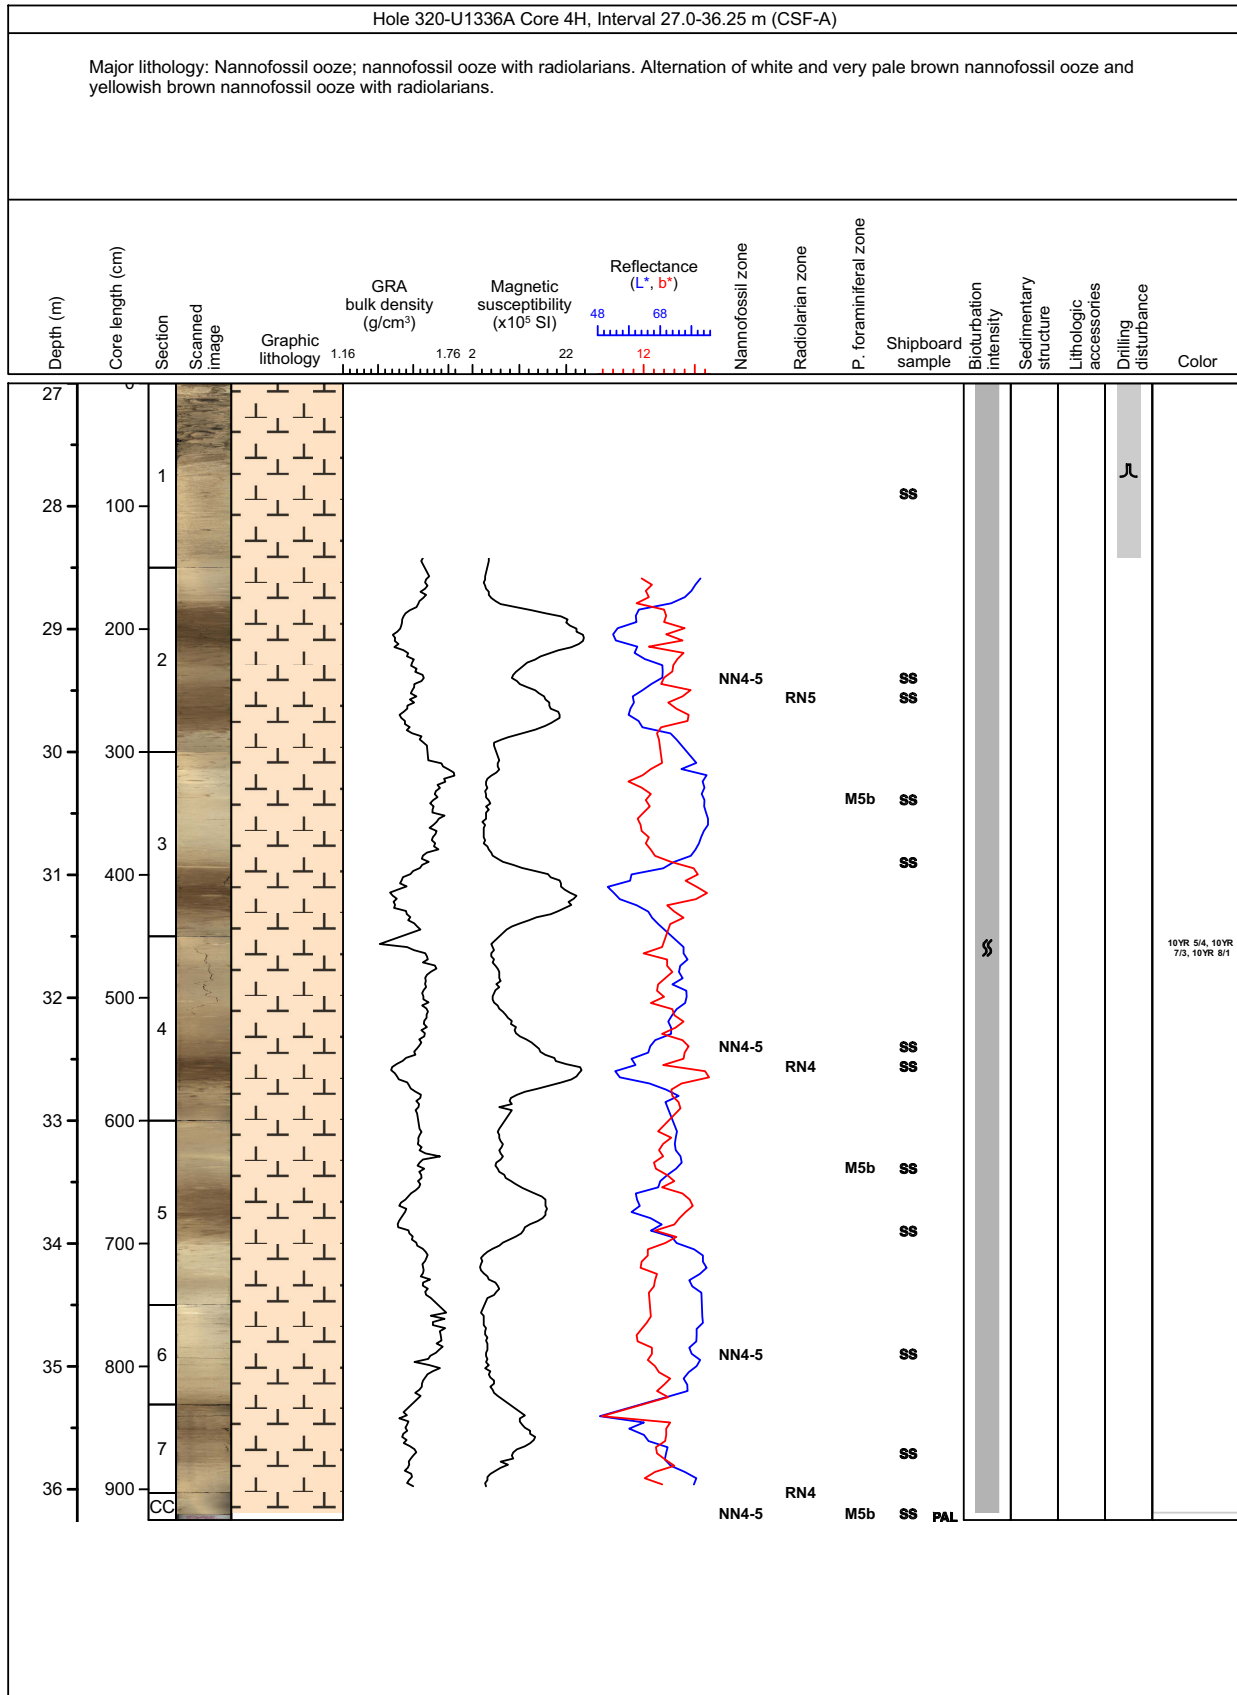 Hole 320-U1336A Core 4H, Interval 27.0-36.25 m (CSF-A)
Major lithology: Nannofossil ooze; nannofossil ooze with radiolarians. Alternation of white and very pale brown nannofossil ooze and
yellowish brown nannofossil ooze with radiolarians.
Depth (m)
Core length (cm)
Section
Scanned
image
Graphic
lithology
GRA
bulk density
(g/cm³)
1.16
1.76
Magnetic
susceptibility
(x10⁵ SI)
2
22
Reflectance
(L*, b*)
48
68
12
Nannofossil zone
Radiolarian zone
P. foraminiferal zone
Shipboard
sample
Bioturbation
intensity
Sedimentary
structure
Lithologic
accessories
Drilling
disturbance
Color
27
0
1
28
100
SS
29
200
2
NN4-5
SS
RN5
SS
30
300
M5b
SS
3
SS
31
400
10YR 5/4, 10YR
7/3, 10YR 8/1
32
500
4
NN4-5
SS
RN4
SS
33
600
M5b
SS
5
SS
34
700
6
NN4-5
SS
35
800
7
SS
36
900
RN4
CC
NN4-5
M5b
SS
PAL